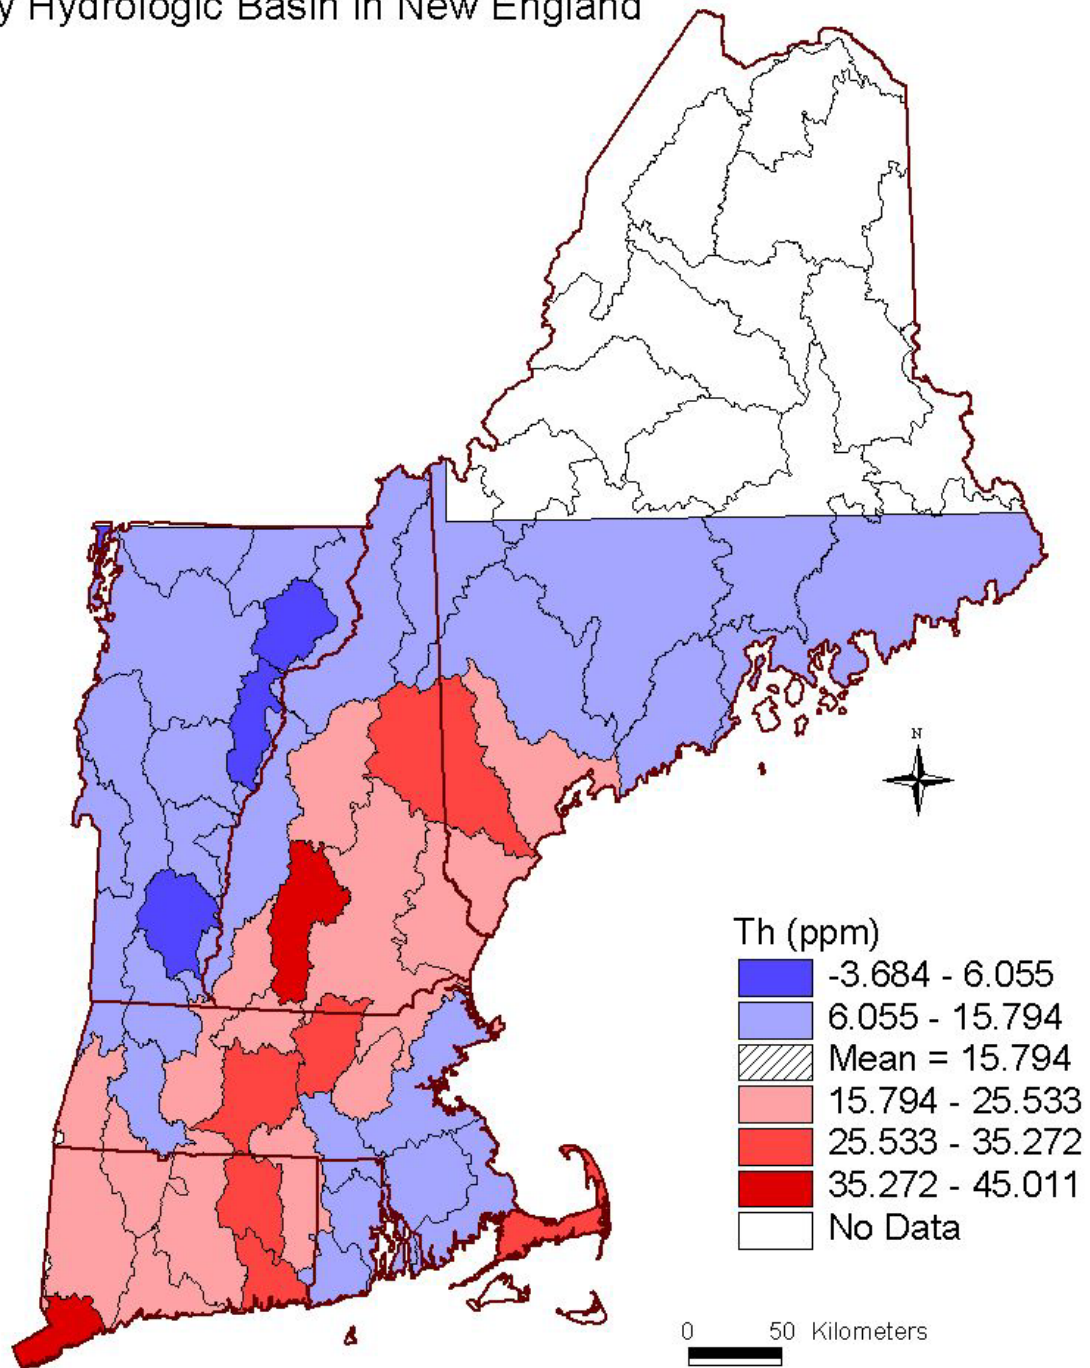 y Hydrologic Basin in New England
N
Th (ppm)
-3.684 - 6.055
6.055 - 15.794
Mean = 15.794
15.794 - 25.533
25.533 - 35.272
35.272 - 45.011
No Data
0 50 Kilometers